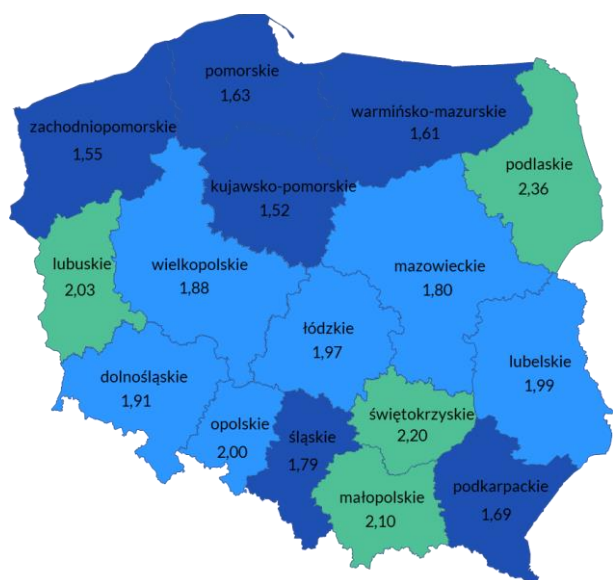 pomorskie
1,63
warmińsko-mazurskie
1,61
zachodniopomorskie
1,55
podlaskie
2,36
kujawsko-pomorskie
1,52
lubuskie
2,03
wielkopolskie
1,88
mazowieckie
1,80
łódzkie
1,97
lubelskie
1,99
dolnośląskie
1,91
świętokrzyskie
2,20
opolskie
2,00
śląskie
1,79
małopolskie
2,10
podkarpackie
1,69